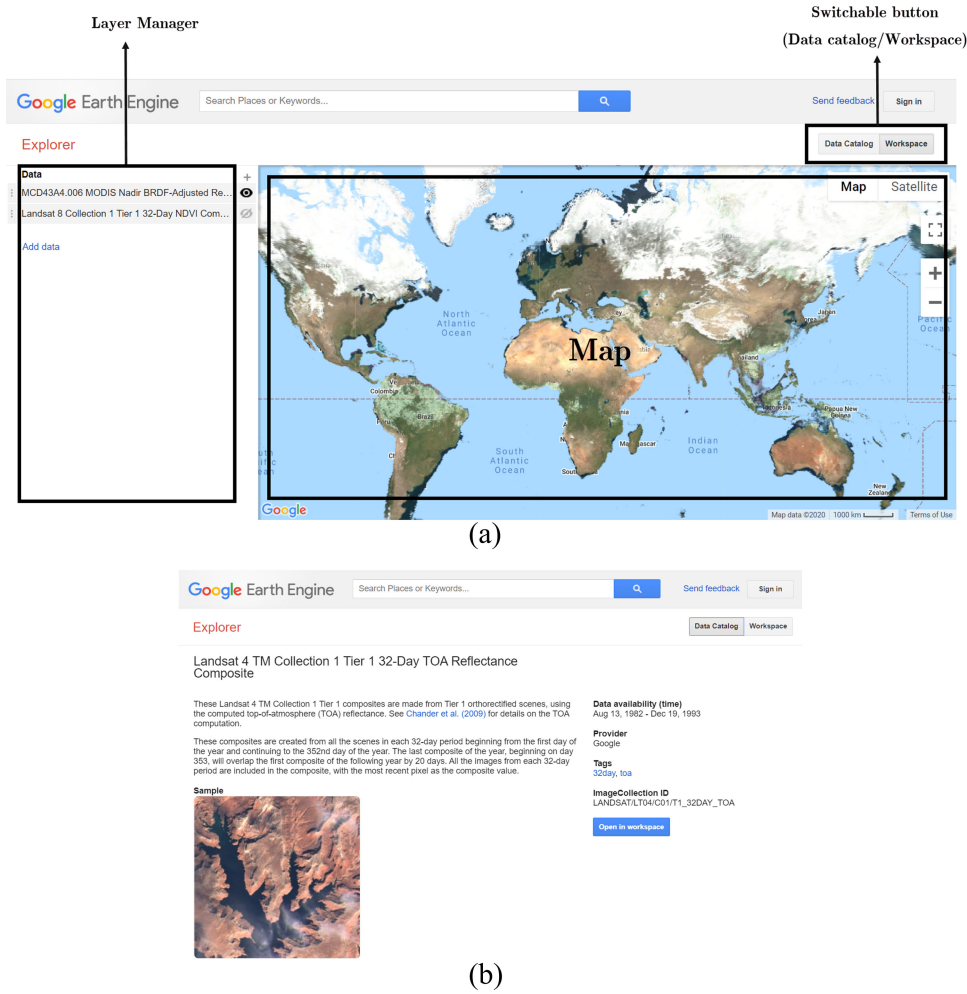 Layer Manager
Switchable button
(Data catalog/Workspace)
Google Earth Engine
Search Places or Keywords...
Send feedback
Sign in
Explorer
Data Catalog
Workspace
Data
MCD43A4.006 MODIS Nadir BRDF-Adjusted Re...
Landsat 8 Collection 1 Tier 1 32-Day NDVI Com...
Add data
Map
Satellite
North
Atlantic
Ocean
Japan
Map
Thailand
Colombia
Brazil
Papua New
Guinea
South
Atlantic
Ocean
Indian
Ocean
New
Zealand
Google
Map data ©2020
1000 km
Terms of Use
(a)
Google Earth Engine
Search Places or Keywords...
Send feedback
Sign in
Explorer
Data Catalog
Workspace
Landsat 4 TM Collection 1 Tier 1 32-Day TOA Reflectance
Composite
These Landsat 4 TM Collection 1 Tier 1 composites are made from Tier 1 orthorectified scenes, using
the computed top-of-atmosphere (TOA) reflectance. See Chander et al. (2009) for details on the TOA
computation.
These composites are created from all the scenes in each 32-day period beginning from the first day of
the year and continuing to the 352nd day of the year. The last composite of the year, beginning on day
353, will overlap the first composite of the following year by 20 days. All the images from each 32-day
period are included in the composite, with the most recent pixel as the composite value.
Sample
Data availability (time)
Aug 13, 1982 - Dec 19, 1993
Provider
Google
Tags
32day, toa
ImageCollection ID
LANDSAT/LT04/C01/T1_32DAY_TOA
Open in workspace
(b)